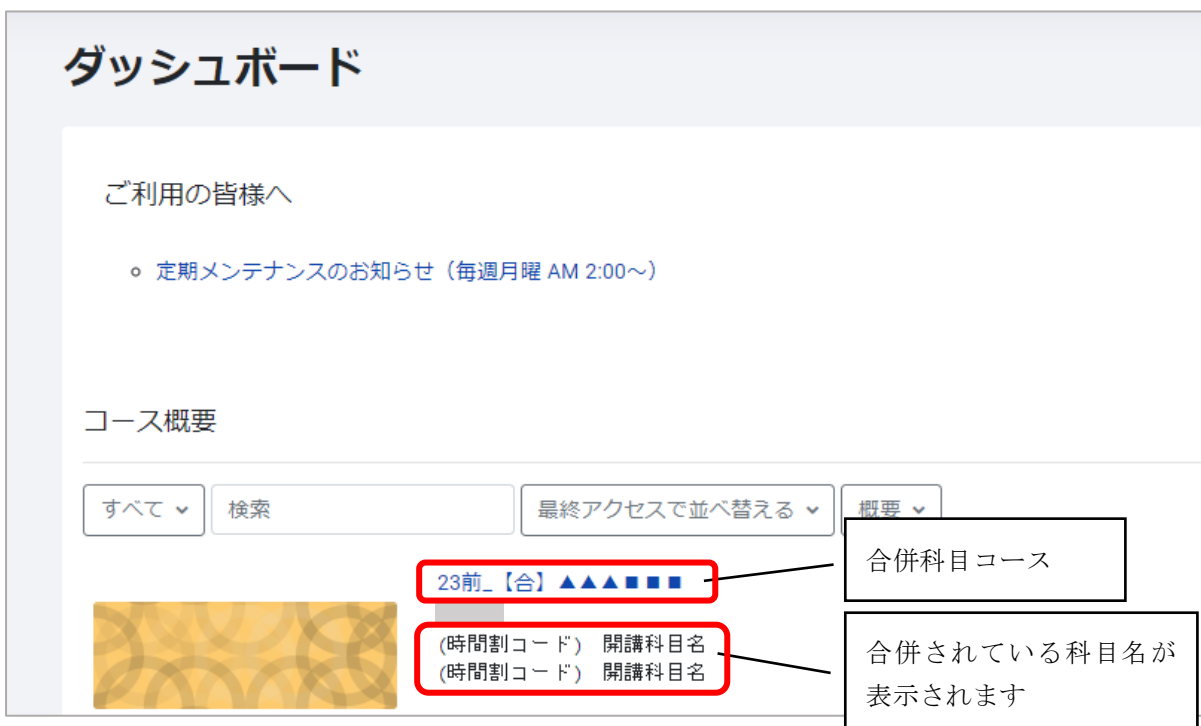 ダッシュボード
ご利用の皆様へ
定期メンテナンスのお知らせ（毎週月曜 AM 2:00～）
コース概要
すべて
検索
最終アクセスで並べ替える
概要
合併科目コース
23前_【合】▲▲▲■■■
(時間割コード)　開講科目名
(時間割コード)　開講科目名
合併されている科目名が
表示されます